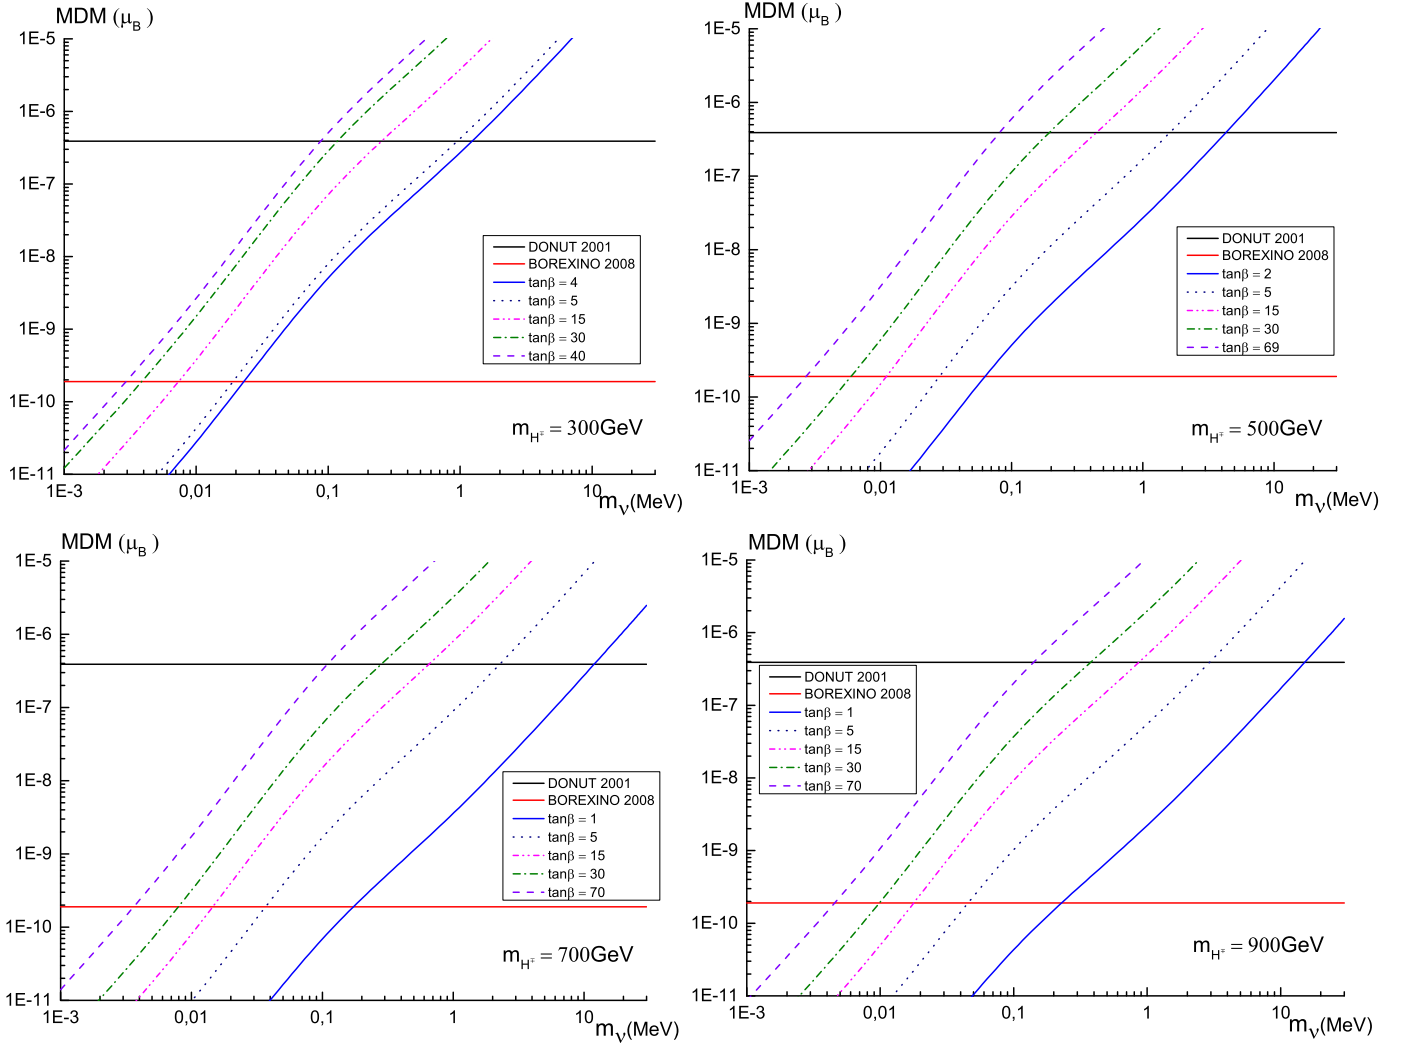 MDM (μB)
1E-5
1E-6
1E-7
1E-8
1E-9
1E-10
1E-11
1E-3
0,01
0,1
1
10
mν(MeV)
DONUT 2001
BOREXINO 2008
tanβ = 4
tanβ = 5
tanβ = 15
tanβ = 30
tanβ = 40
mH∓ = 300GeV
MDM (μB)
1E-5
1E-6
1E-7
1E-8
1E-9
1E-10
1E-11
1E-3
0,01
0,1
1
10
mν(MeV)
DONUT 2001
BOREXINO 2008
tanβ = 2
tanβ = 5
tanβ = 15
tanβ = 30
tanβ = 69
mH∓ = 500GeV
MDM (μB)
1E-5
1E-6
1E-7
1E-8
1E-9
1E-10
1E-11
1E-3
0,01
0,1
1
10
mν(MeV)
DONUT 2001
BOREXINO 2008
tanβ = 1
tanβ = 5
tanβ = 15
tanβ = 30
tanβ = 70
mH∓ = 700GeV
MDM (μB)
1E-5
1E-6
1E-7
1E-8
1E-9
1E-10
1E-11
1E-3
0,01
0,1
1
10
mν(MeV)
DONUT 2001
BOREXINO 2008
tanβ = 1
tanβ = 5
tanβ = 15
tanβ = 30
tanβ = 70
mH∓ = 900GeV